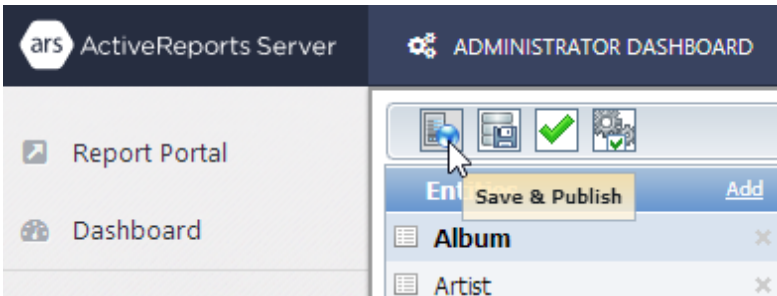 ars ActiveReports Server
ADMINISTRATOR DASHBOARD
Report Portal
Dashboard
Add
Save & Publish
Album
Artist